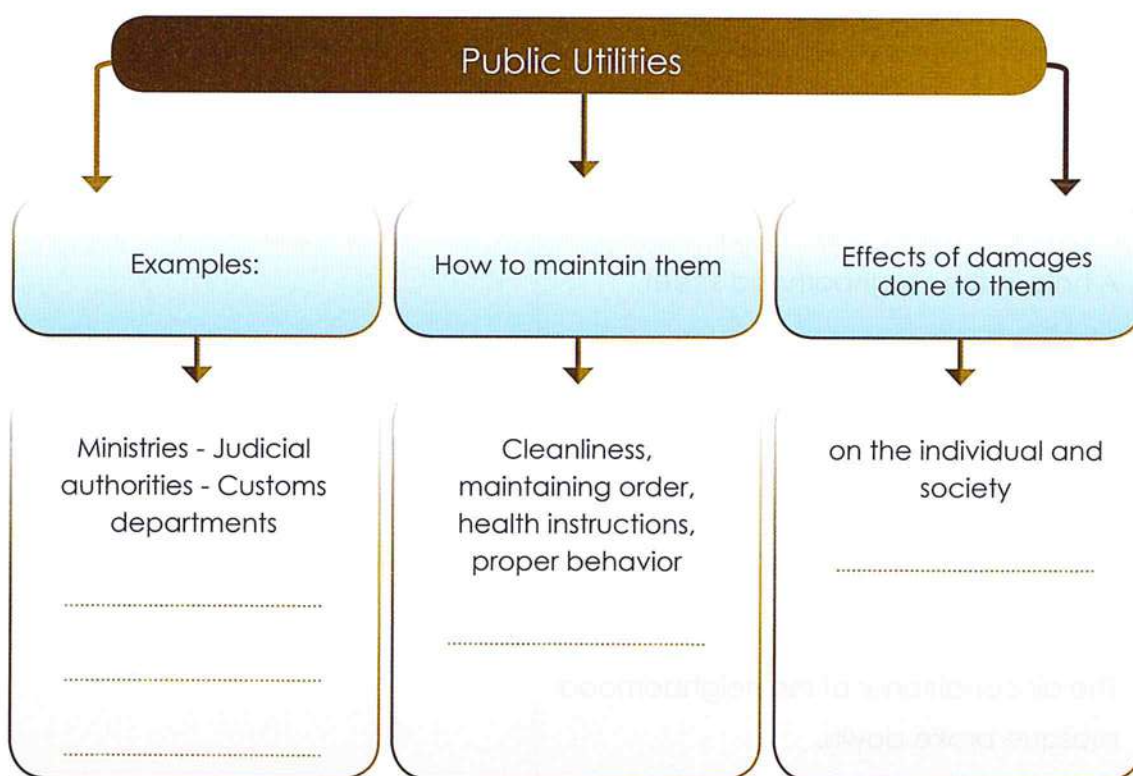 Public Utilities
Examples:
Ministries - Judicial
authorities - Customs
departments
How to maintain them
Cleanliness,
maintaining order,
health instructions,
proper behavior
Effects of damages
done to them
on the individual and
society